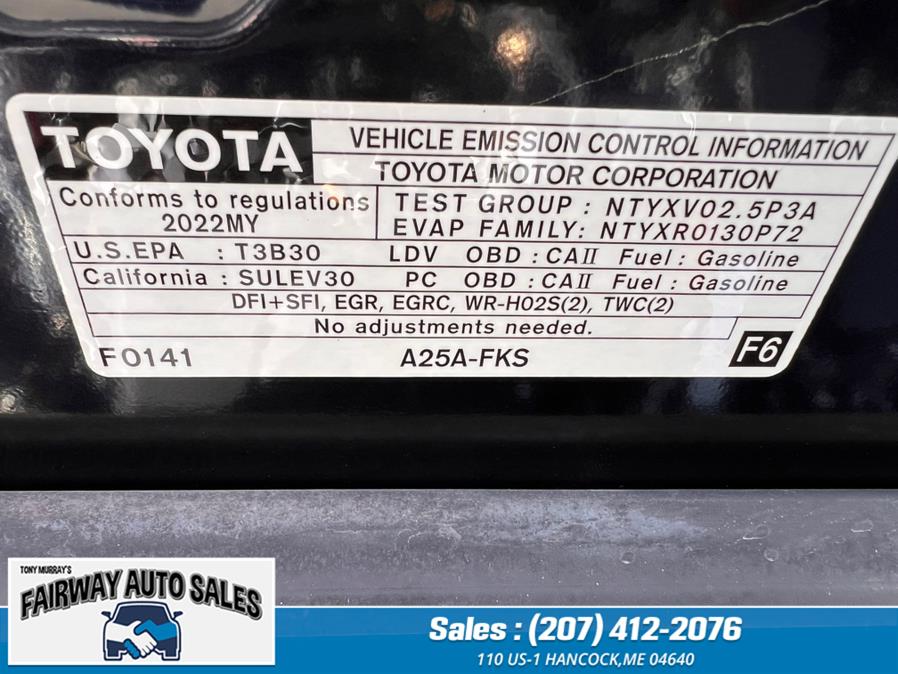 TOYOTA
VEHICLE EMISSION CONTROL INFORMATION
TOYOTA MOTOR CORPORATION
Conforms to regulations
2022MY
TEST GROUP : NTYXV02.5P3A
EVAP FAMILY: NTYXR0130P72
U.S.EPA : T3B30 LDV OBD : CAII Fuel : Gasoline
California : SULEV30 PC OBD : CAII Fuel : Gasoline
DFI+SFI, EGR, EGRC, WR-HO2S(2), TWC(2)
No adjustments needed.
F0141 A25A-FKS F6
TONY MURRAY'S
FAIRWAY AUTO SALES
Sales : (207) 412-2076
110 US-1 HANCOCK,ME 04640